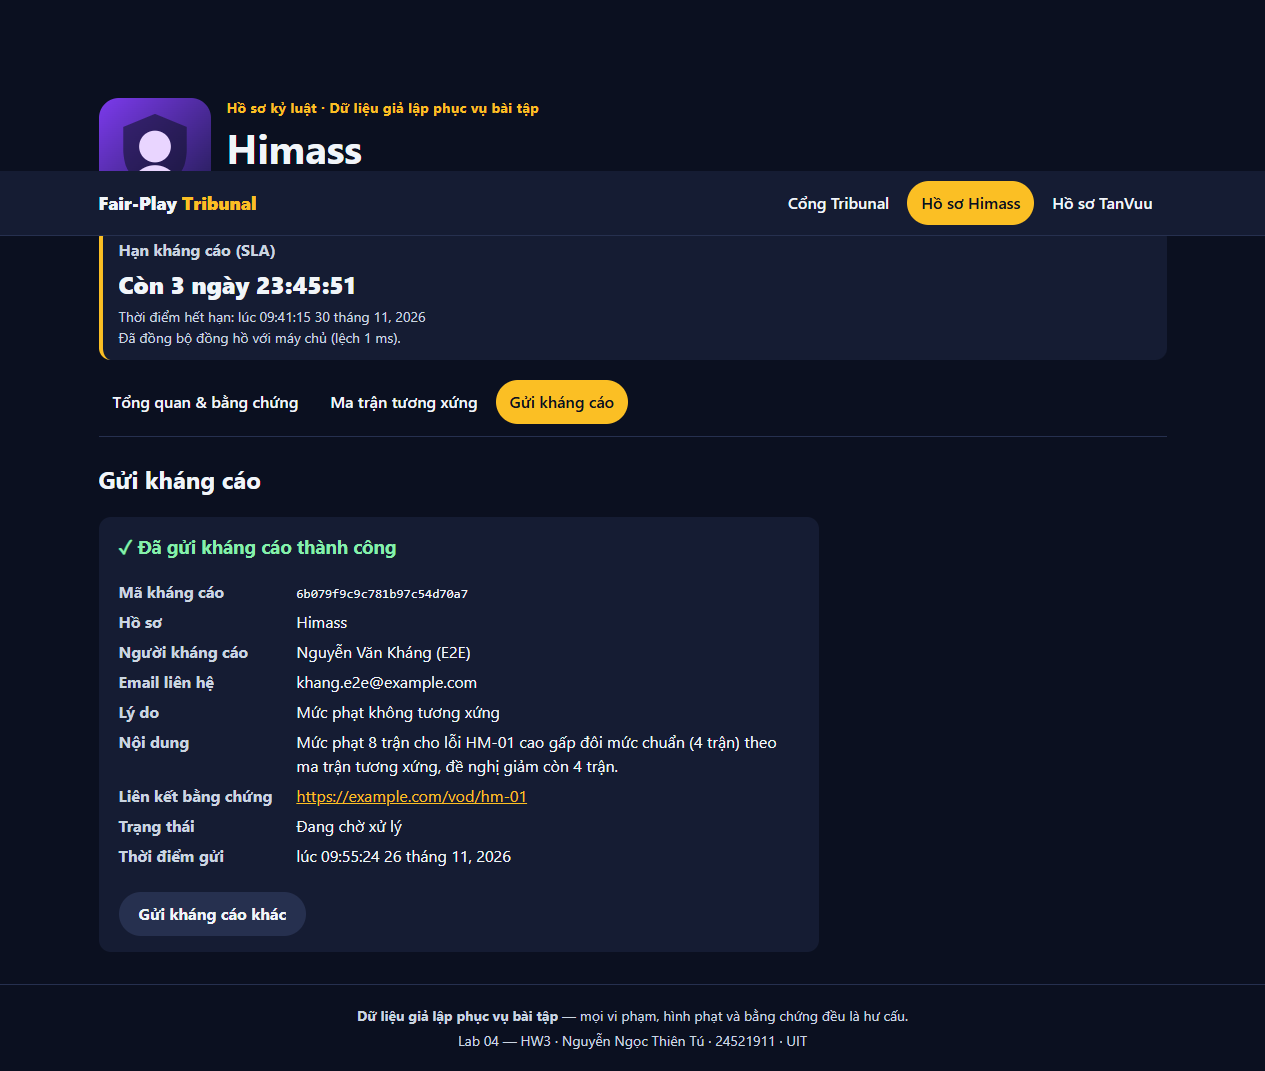 Hồ sơ kỷ luật · Dữ liệu giả lập phục vụ bài tập
Himass
Fair-Play Tribunal
Cổng Tribunal
Hồ sơ Himass
Hồ sơ TanVuu
Hạn kháng cáo (SLA)
Còn 3 ngày 23:45:51
Thời điểm hết hạn: lúc 09:41:15 30 tháng 11, 2026
Đã đồng bộ đồng hồ với máy chủ (lệch 1 ms).
Tổng quan & bằng chứng
Ma trận tương xứng
Gửi kháng cáo
Gửi kháng cáo
✓ Đã gửi kháng cáo thành công
Mã kháng cáo 6b079f9c9c781b97c54d70a7
Hồ sơ Himass
Người kháng cáo Nguyễn Văn Kháng (E2E)
Email liên hệ khang.e2e@example.com
Lý do Mức phạt không tương xứng
Nội dung Mức phạt 8 trận cho lỗi HM-01 cao gấp đôi mức chuẩn (4 trận) theo
ma trận tương xứng, đề nghị giảm còn 4 trận.
Liên kết bằng chứng https://example.com/vod/hm-01
Trạng thái Đang chờ xử lý
Thời điểm gửi lúc 09:55:24 26 tháng 11, 2026
Gửi kháng cáo khác
Dữ liệu giả lập phục vụ bài tập — mọi vi phạm, hình phạt và bằng chứng đều là hư cấu.
Lab 04 — HW3 · Nguyễn Ngọc Thiên Tú · 24521911 · UIT